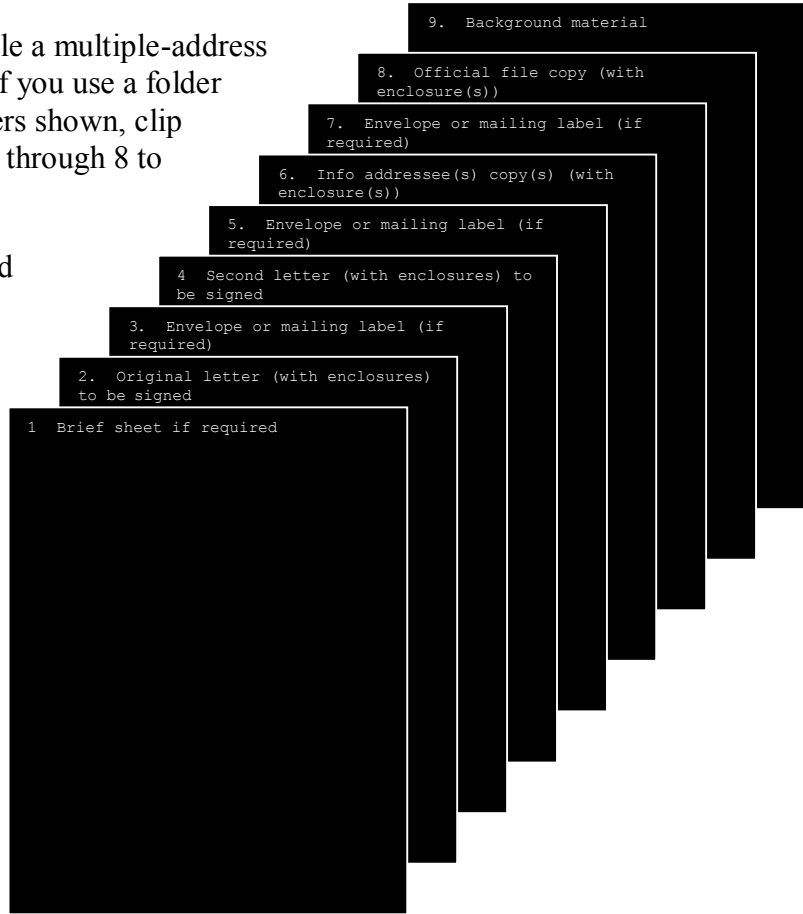 le a multiple-address
f you use a folder
ers shown, clip
through 8 to
d
9. Background material
8. Official file copy (with
enclosure(s))
7. Envelope or mailing label (if
required)
6. Info addressee(s) copy(s) (with
enclosure(s))
5. Envelope or mailing label (if
required)
4 Second letter (with enclosures) to
be signed
3. Envelope or mailing label (if
required)
2. Original letter (with enclosures)
to be signed
1 Brief sheet if required